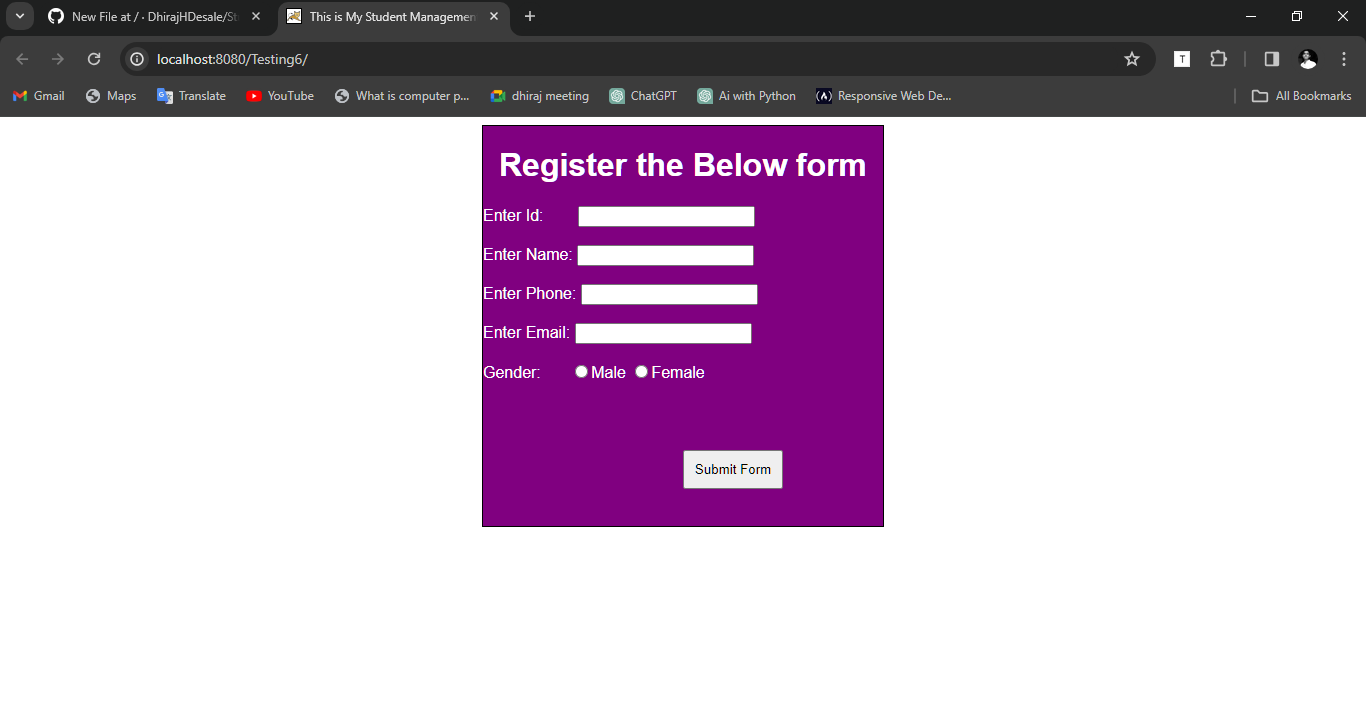 New File at / · DhirajHDesale/St
This is My Student Managemen
localhost:8080/Testing6/
T
Gmail Maps Translate YouTube What is computer p... dhiraj meeting ChatGPT Ai with Python Responsive Web De... All Bookmarks
Register the Below form
Enter Id:
Enter Name:
Enter Phone:
Enter Email:
Gender: Male Female
Submit Form